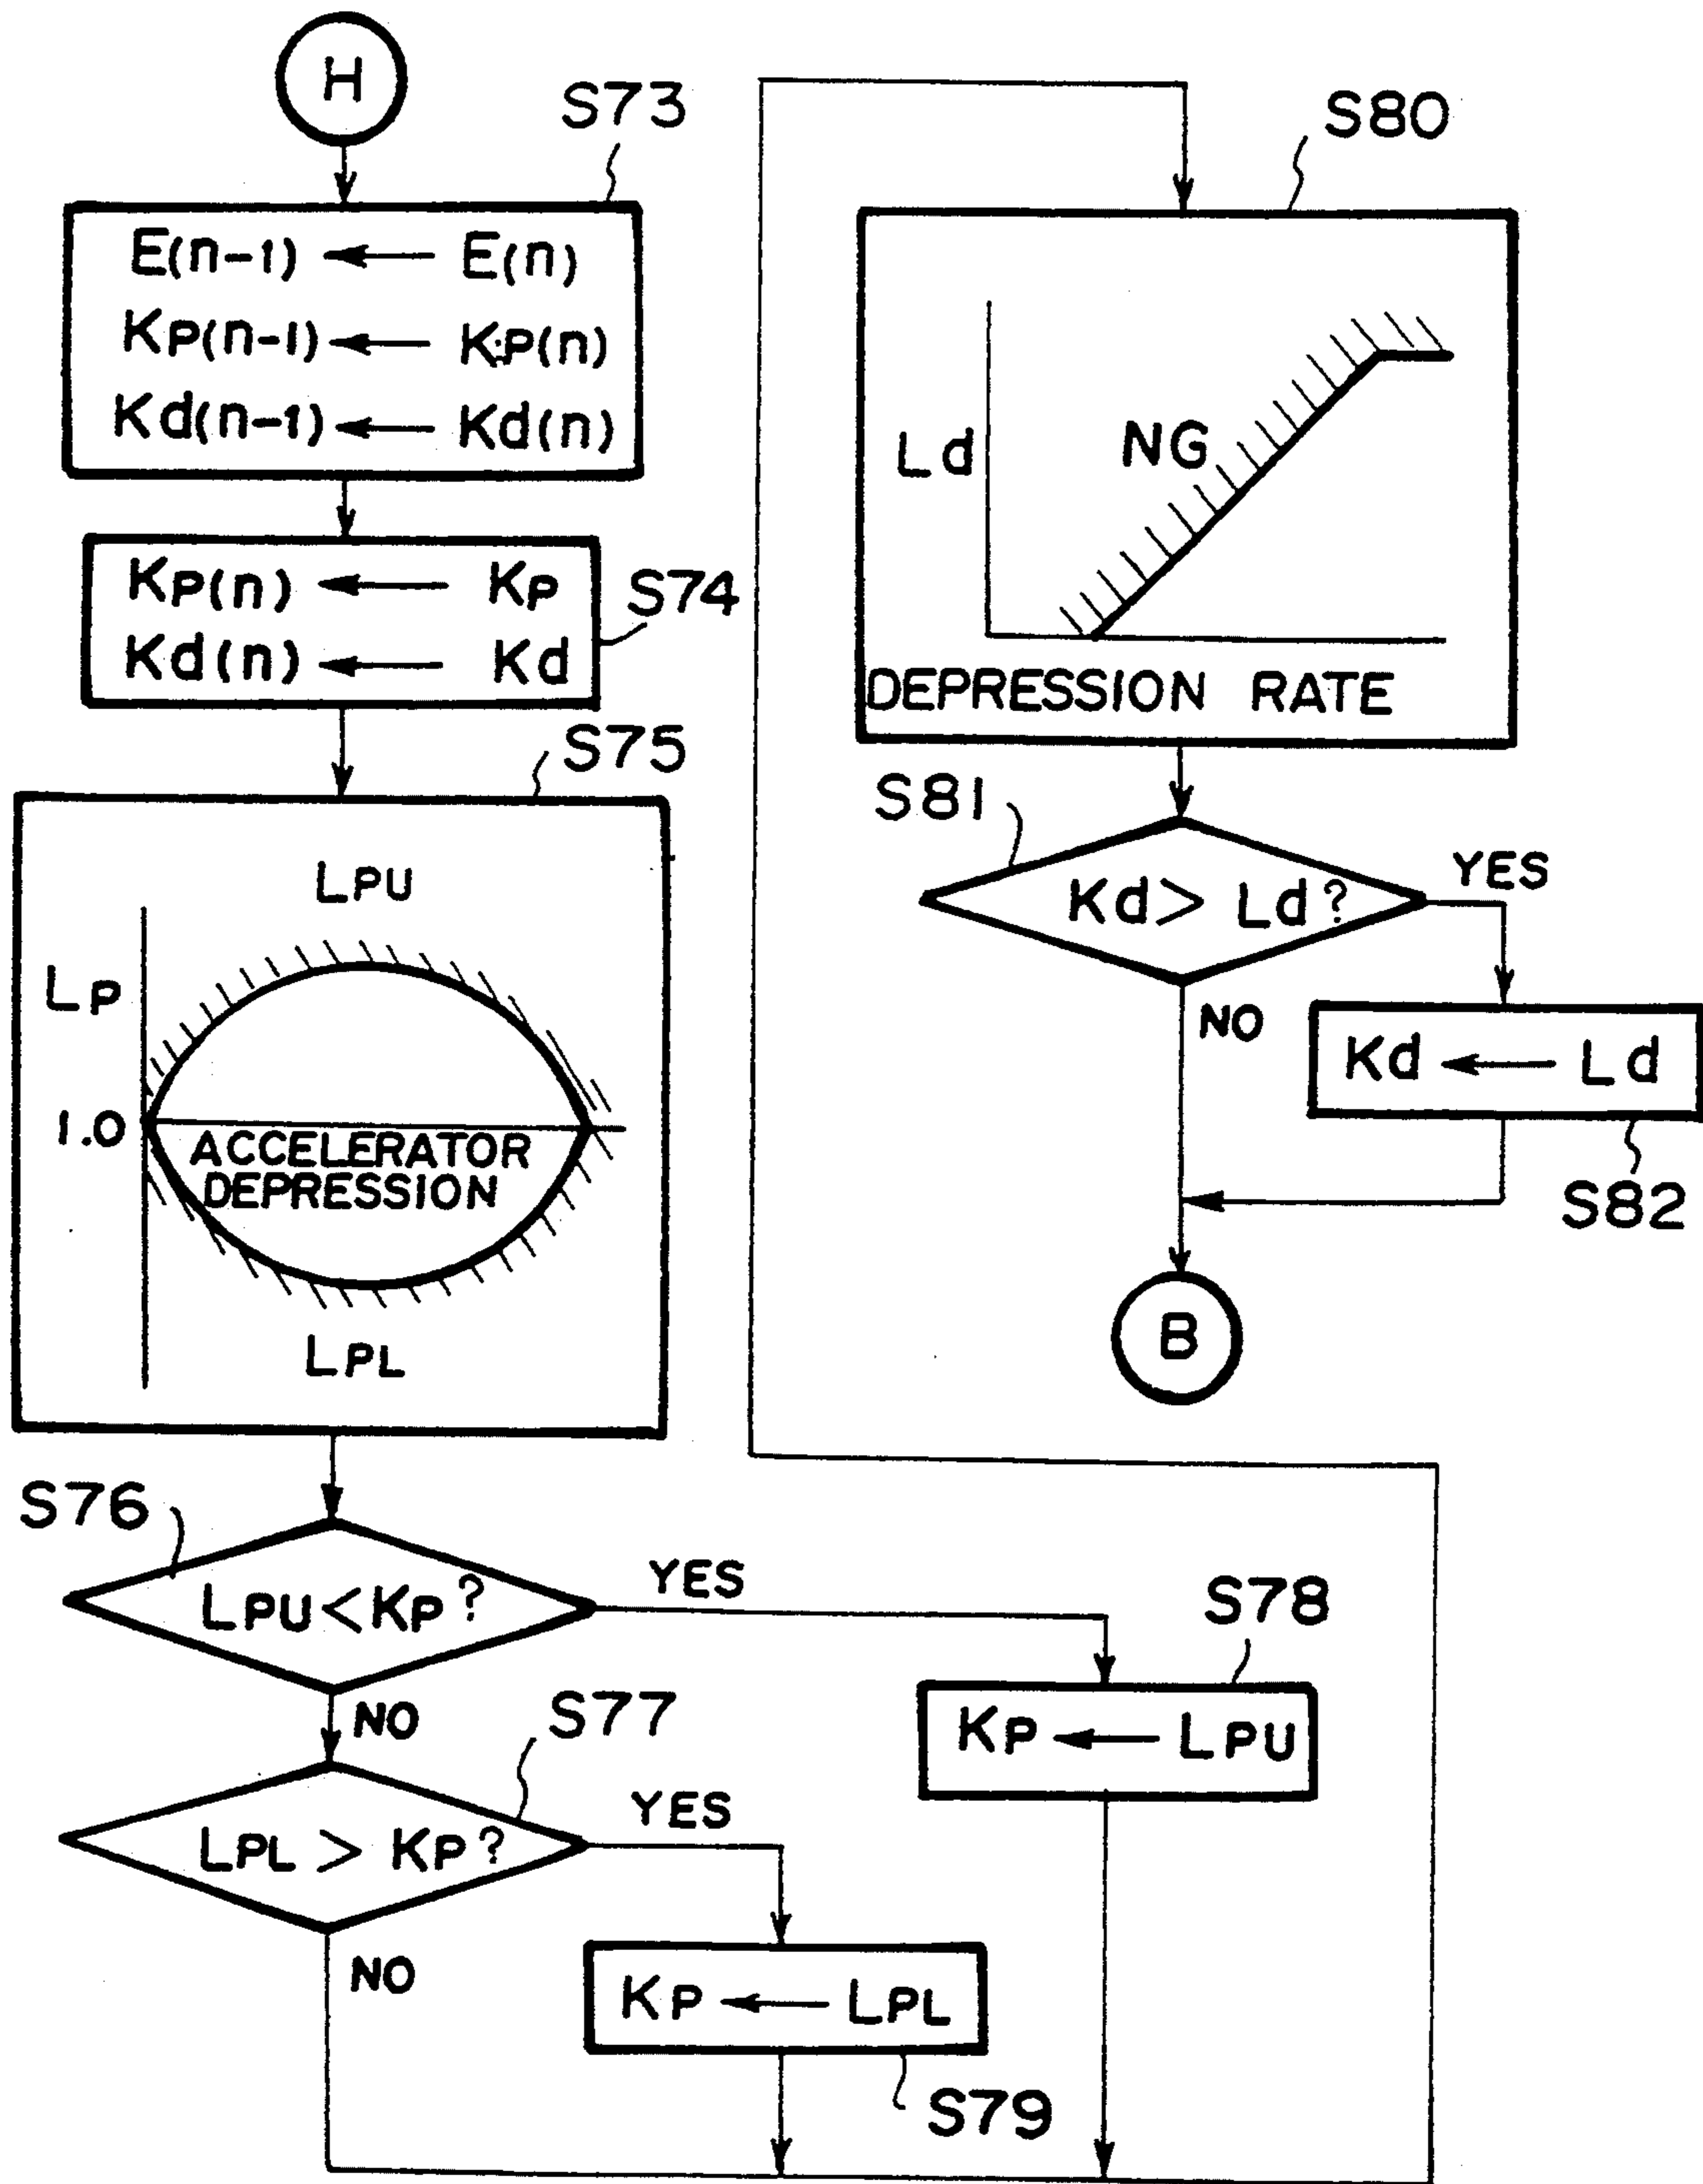 H
S73
E(n-1) ← E(n)
KP(n-1) ← KP(n)
Kd(n-1) ← Kd(n)
KP(n) ← KP
Kd(n) ← Kd
S74
S75
LPU
LP
1.0
ACCELERATOR
DEPRESSION
LPL
S76
LPU < KP?
YES
NO
S77
LPL > KP?
YES
NO
S78
KP ← LPU
KP ← LPL
S79
S80
Ld
NG
DEPRESSION RATE
S81
Kd > Ld?
YES
NO
Kd ← Ld
S82
B